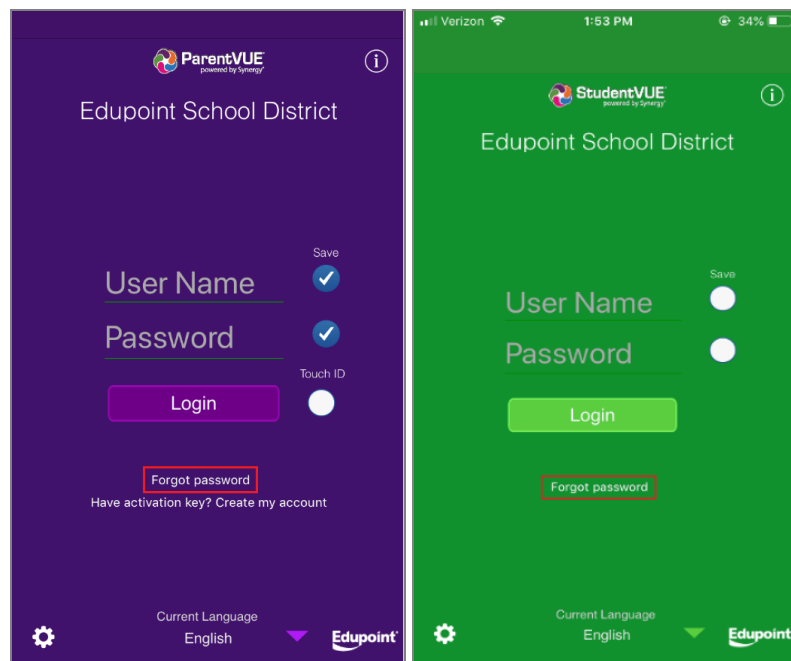 ParentVUE
powered by Synergy
i
Edupoint School District
Save
User Name
Password
Touch ID
Login
Forgot password
Have activation key? Create my account
Current Language
English
Edupoint
Verizon
1:53 PM
34%
StudentVUE
powered by Synergy
i
Edupoint School District
Save
User Name
Password
Login
Forgot password
Current Language
English
Edupoint